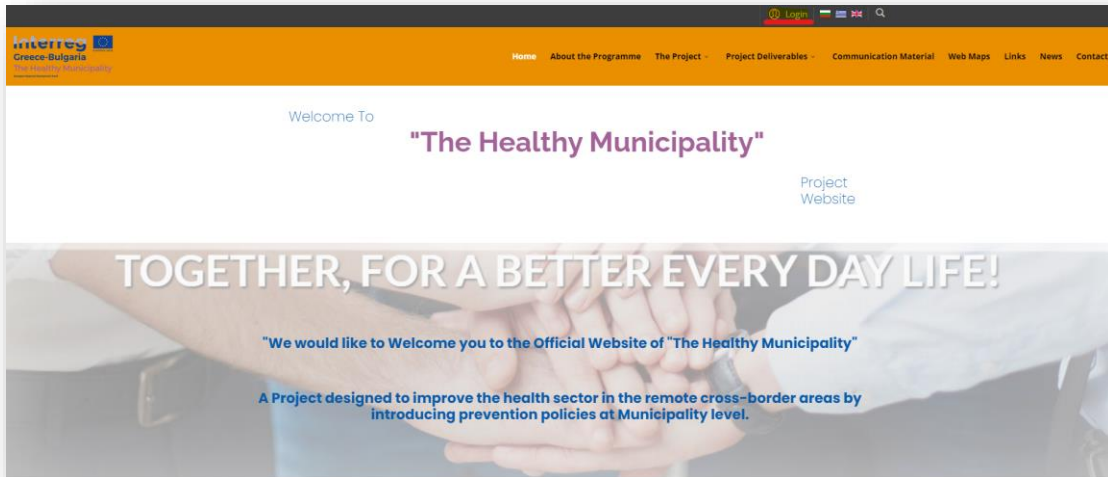 Login
Interreg
Greece-Bulgaria
The Healthy Municipality
Home About the Programme The Project Project Deliverables Communication Material Web Maps Links News Contact
Welcome To
"The Healthy Municipality"
Project
Website
TOGETHER, FOR A BETTER EVERY DAY LIFE!
"We would like to Welcome you to the Official Website of "The Healthy Municipality"
A Project designed to improve the health sector in the remote cross-border areas by
introducing prevention policies at Municipality level.